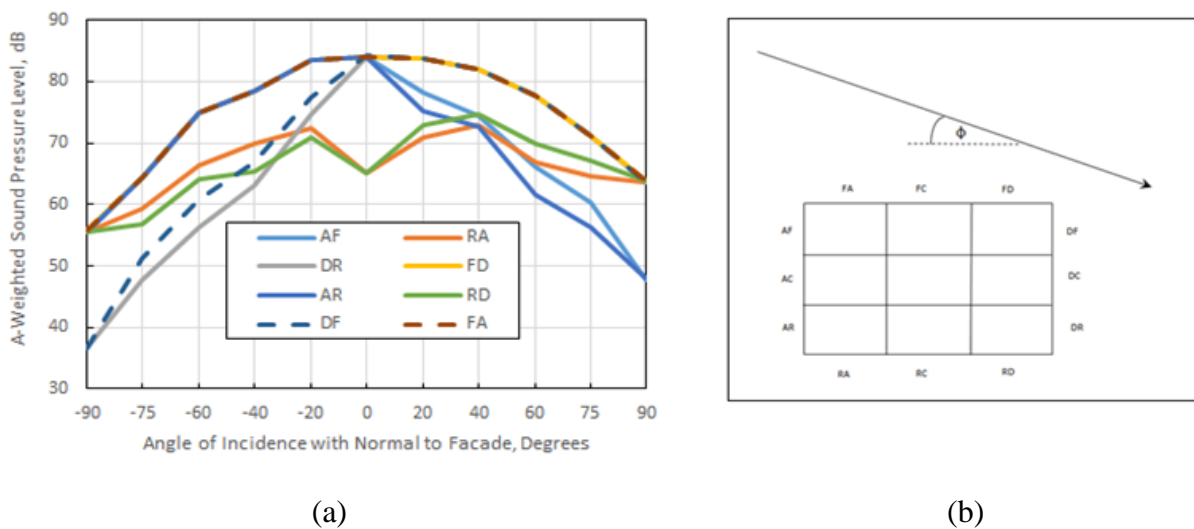 A-Weighted Sound Pressure Level, dB
90
80
70
60
50
40
30
AF RA
DR FD
AR RD
DF FA
-90 -75 -60 -40 -20 0 20 40 60 75 90
Angle of Incidence with Normal to Facade, Degrees
(a)
ϕ
FA FC FD
AF DF
AC DC
AR DR
RA RC RD
(b)